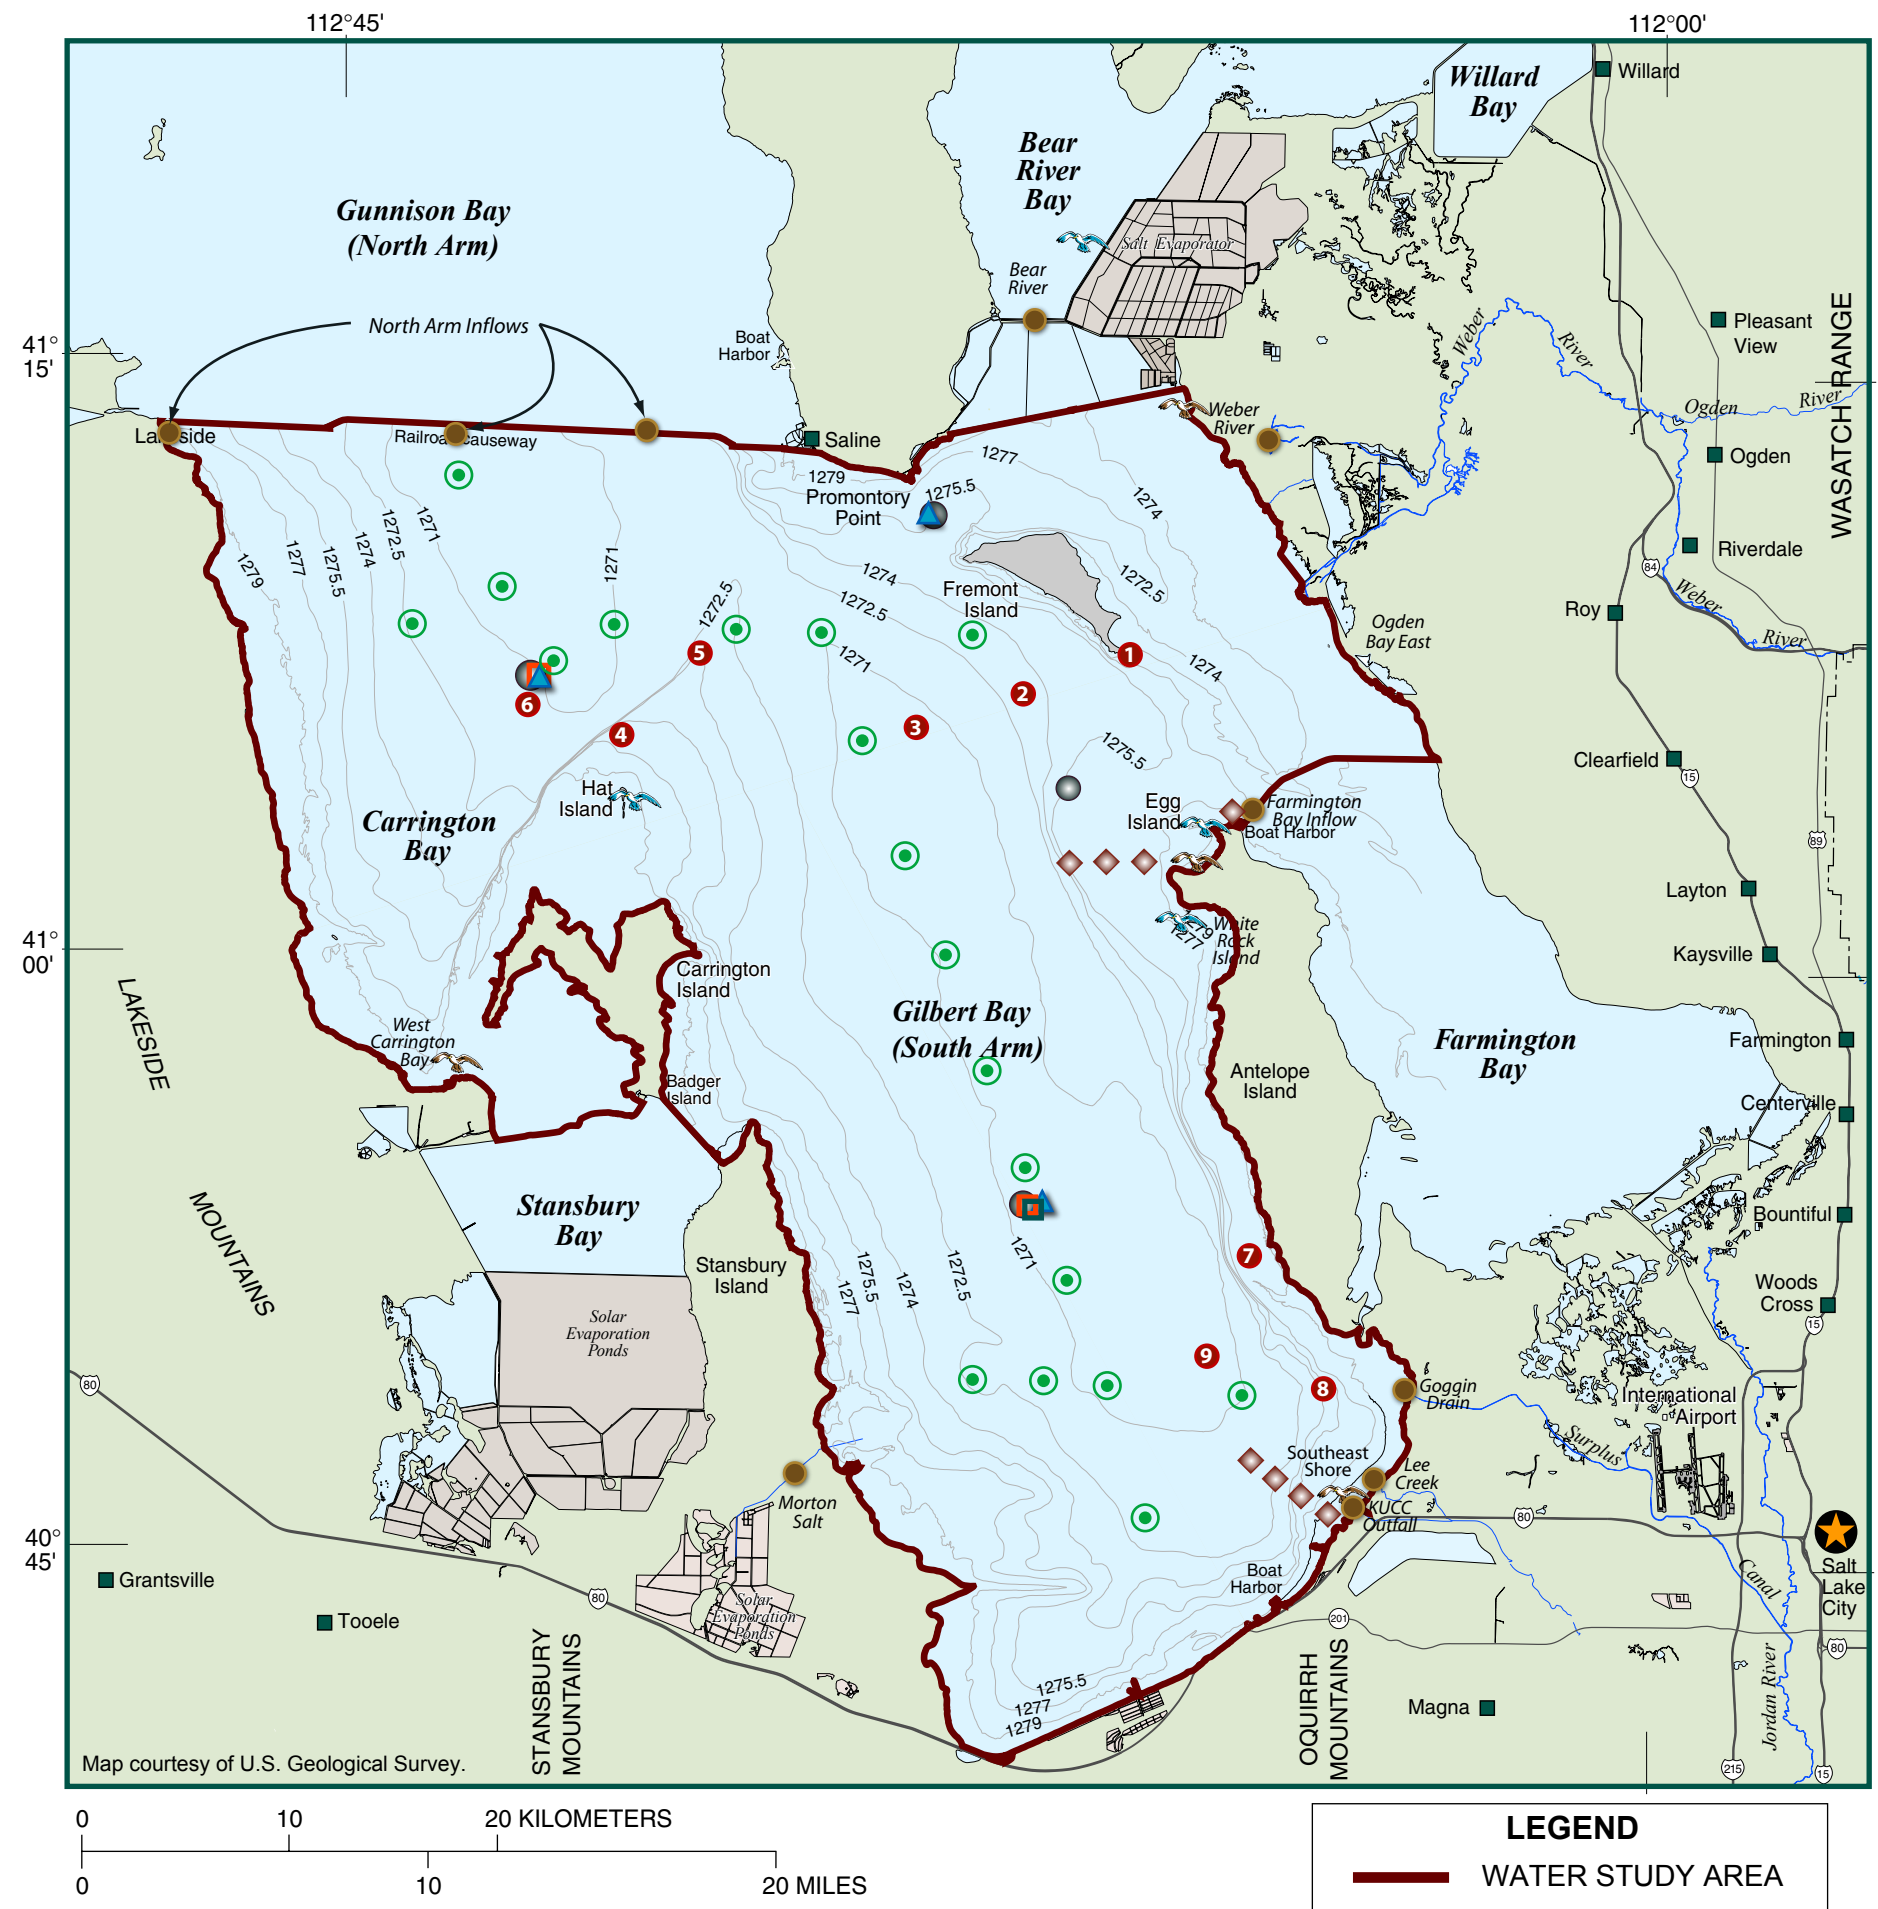 112°45'
112°00'
Willard
Bay
Willard
Bear
River
Bay
Gunnison Bay
(North Arm)
Salt Evaporator
Bear
River
North Arm Inflows
Boat
Harbor
41°
15'
Pleasant
View
Weber
River
WASATCH RANGE
Ogden
River
Weber
River
Lakeside
Railroad Causeway
Saline
Ogden
1277
1279
Promontory
Point
1275.5
1274
1279
1277
1275.5
1274
1272.5
1271
1271
1274
1272.5
1272.5
Fremont
Island
1272.5
Riverdale
84
Weber
River
Roy
Ogden
Bay East
1271
5
1
1274
6
2
3
4
1275.5
Clearfield
15
Hat
Island
Egg
Island
Farmington
Bay Inflow
Boat Harbor
Carrington
Bay
89
Layton
1279
1277
White
Rock
Island
Kaysville
41°
00'
Carrington
Island
LAKESIDE
MOUNTAINS
West
Carrington
Bay
Gilbert Bay
(South Arm)
Farmington
Bay
Farmington
Antelope
Island
Badger
Island
Centerville
Stansbury
Bay
Bountiful
Stansbury
Island
1277
1275.5
1274
1272.5
1271
7
Woods
Cross
15
Solar
Evaporation
Ponds
9
8
80
Goggin
Drain
International
Airport
Surplus
Canal
Southeast
Shore
Lee
Creek
Morton
Salt
KUCC
Outfall
80
40°
45'
Salt
Lake
City
Grantsville
Boat
Harbor
80
Solar
Evaporation
Ponds
Tooele
201
80
STANSBURY
MOUNTAINS
OQUIRRH
MOUNTAINS
Jordan River
1275.5
1277
1279
Magna
215
15
Map courtesy of U.S. Geological Survey.
0 10 20 KILOMETERS
0 10 20 MILES
LEGEND
WATER STUDY AREA